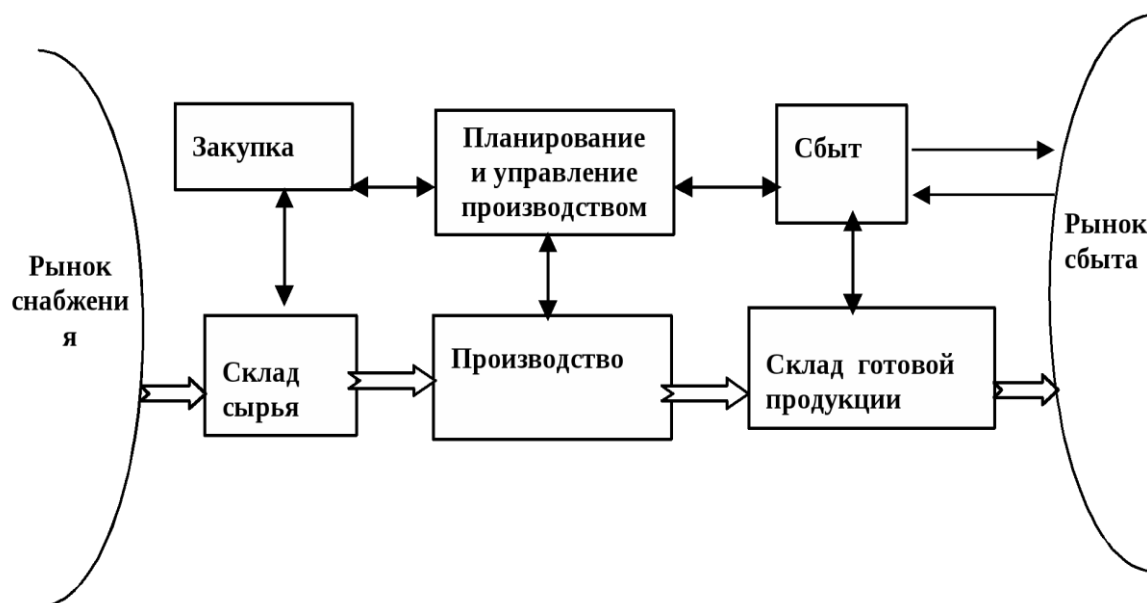 Закупка
Планирование
и управление
производством
Сбыт
Рынок
снабжени
я
Рынок
сбыта
Склад
сырья
Производство
Склад готовой
продукции